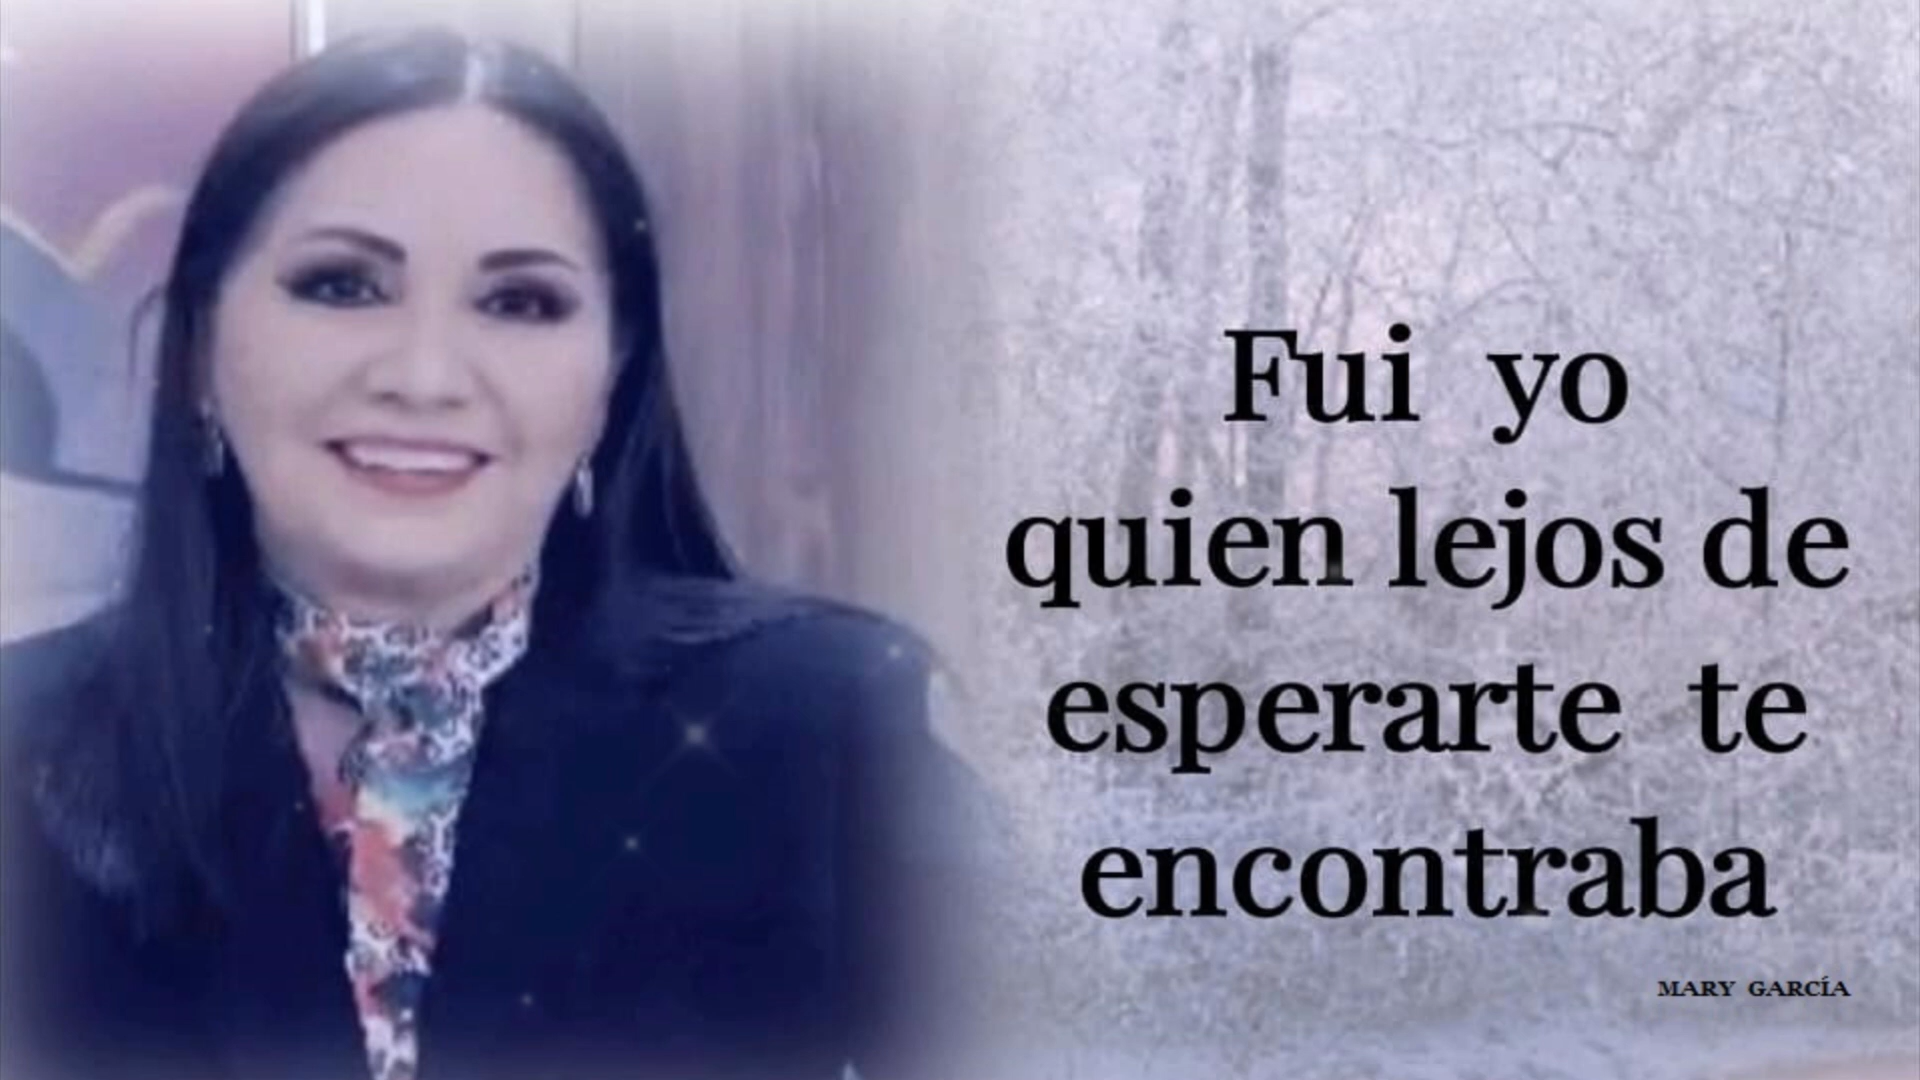 Fui yo
quien lejos de
esperarte te
encontraba
MARY GARCÍA